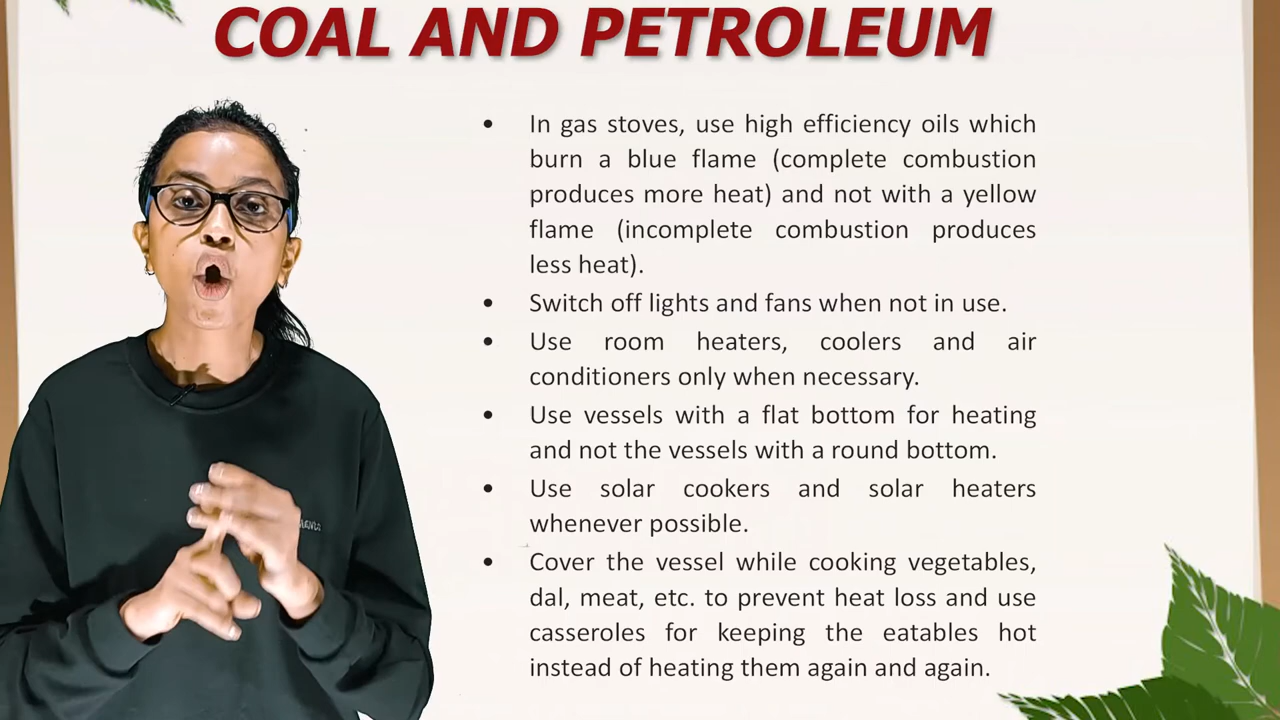 COAL AND PETROLEUM
• In gas stoves, use high efficiency oils which
burn a blue flame (complete combustion
produces more heat) and not with a yellow
flame (incomplete combustion produces
less heat).
• Switch off lights and fans when not in use.
• Use room heaters, coolers and air
conditioners only when necessary.
• Use vessels with a flat bottom for heating
and not the vessels with a round bottom.
• Use solar cookers and solar heaters
whenever possible.
• Cover the vessel while cooking vegetables,
dal, meat, etc. to prevent heat loss and use
casseroles for keeping the eatables hot
instead of heating them again and again.